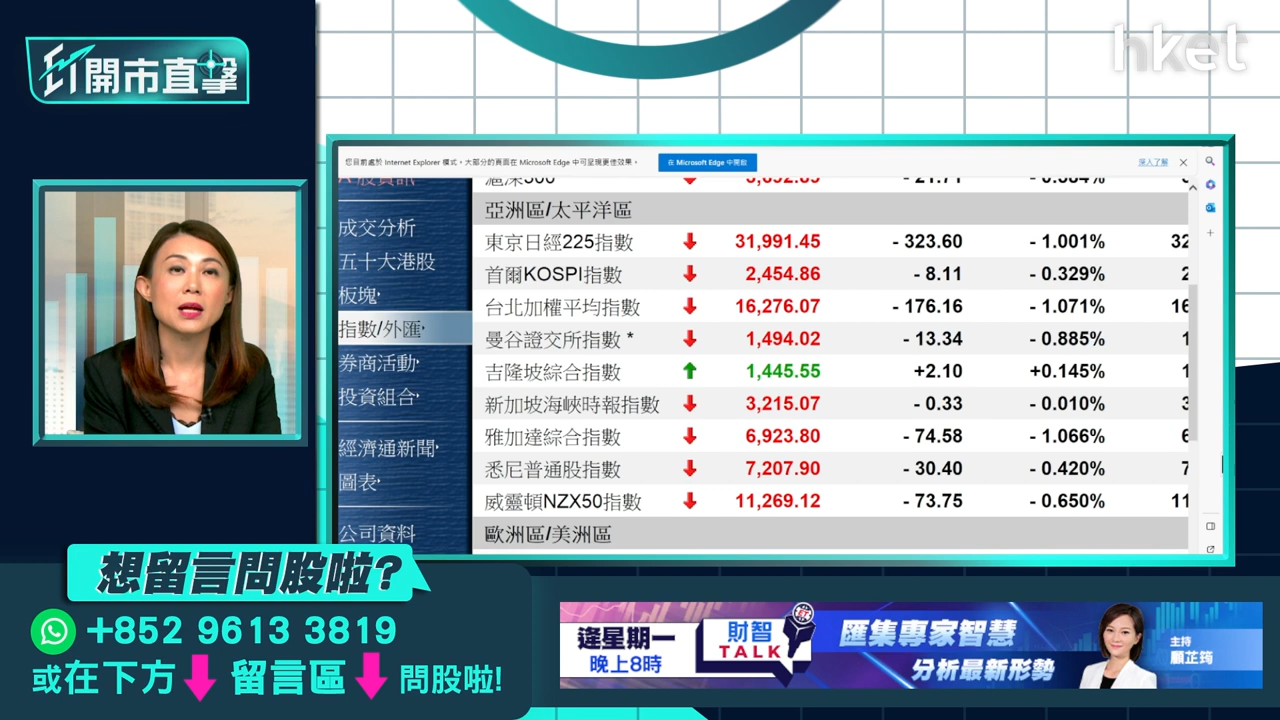 ET開市直擊
hket
您目前處於 Internet Explorer 模式。大部分的頁面在 Microsoft Edge 中可呈現更佳效果。 在 Microsoft Edge 中開啟 深入了解
成交分析
五十大港股
板塊
指數/外匯
券商活動
投資組合
經濟通新聞
圖表
公司資料
亞洲區/太平洋區
東京日經225指數 31,991.45 - 323.60 - 1.001% 32
首爾KOSPI指數 2,454.86 - 8.11 - 0.329% 2
台北加權平均指數 16,276.07 - 176.16 - 1.071% 16
曼谷證交所指數 * 1,494.02 - 13.34 - 0.885% 1
吉隆坡綜合指數 1,445.55 +2.10 +0.145% 1
新加坡海峽時報指數 3,215.07 - 0.33 - 0.010% 3
雅加達綜合指數 6,923.80 - 74.58 - 1.066% 6
悉尼普通股指數 7,207.90 - 30.40 - 0.420% 7
威靈頓NZX50指數 11,269.12 - 73.75 - 0.650% 11
歐洲區/美洲區
想留言問股啦?
+852 9613 3819
或在下方 留言區 問股啦!
逢星期一
晚上8時
財智
TALK
匯集專家智慧
分析最新形勢
主持
顧芷筠